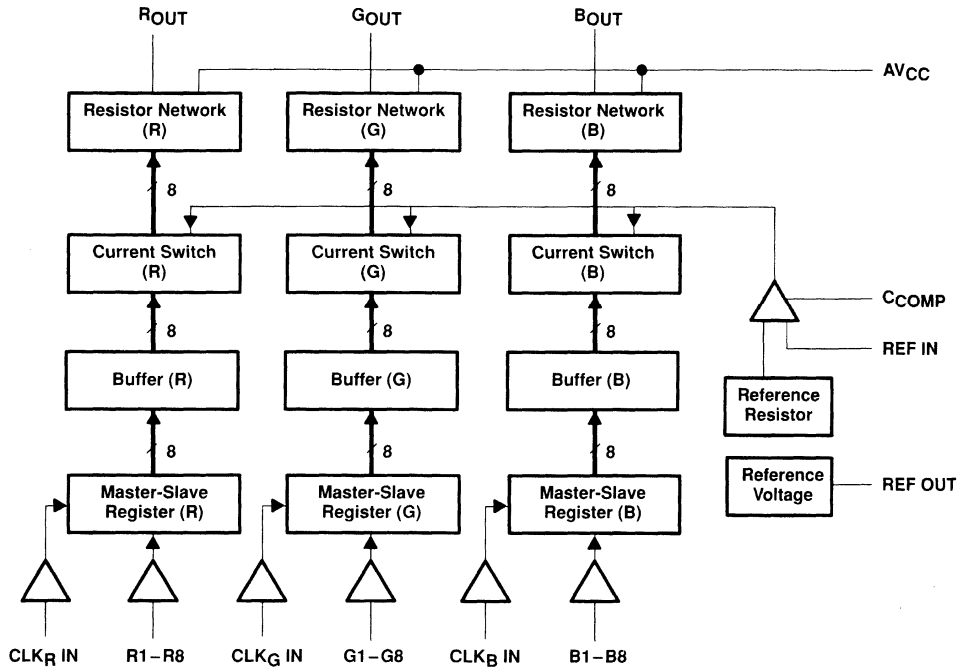 ROUT GOUT BOUT
AVCC
Resistor Network (R)
Resistor Network (G)
Resistor Network (B)
8 8 8
Current Switch (R)
Current Switch (G)
Current Switch (B)
CCOMP
8 8 8
REF IN
Buffer (R) Buffer (G) Buffer (B)
Reference Resistor
8 8 8
Master-Slave Register (R)
Master-Slave Register (G)
Master-Slave Register (B)
Reference Voltage
REF OUT
CLKR IN R1–R8 CLKG IN G1–G8 CLKB IN B1–B8